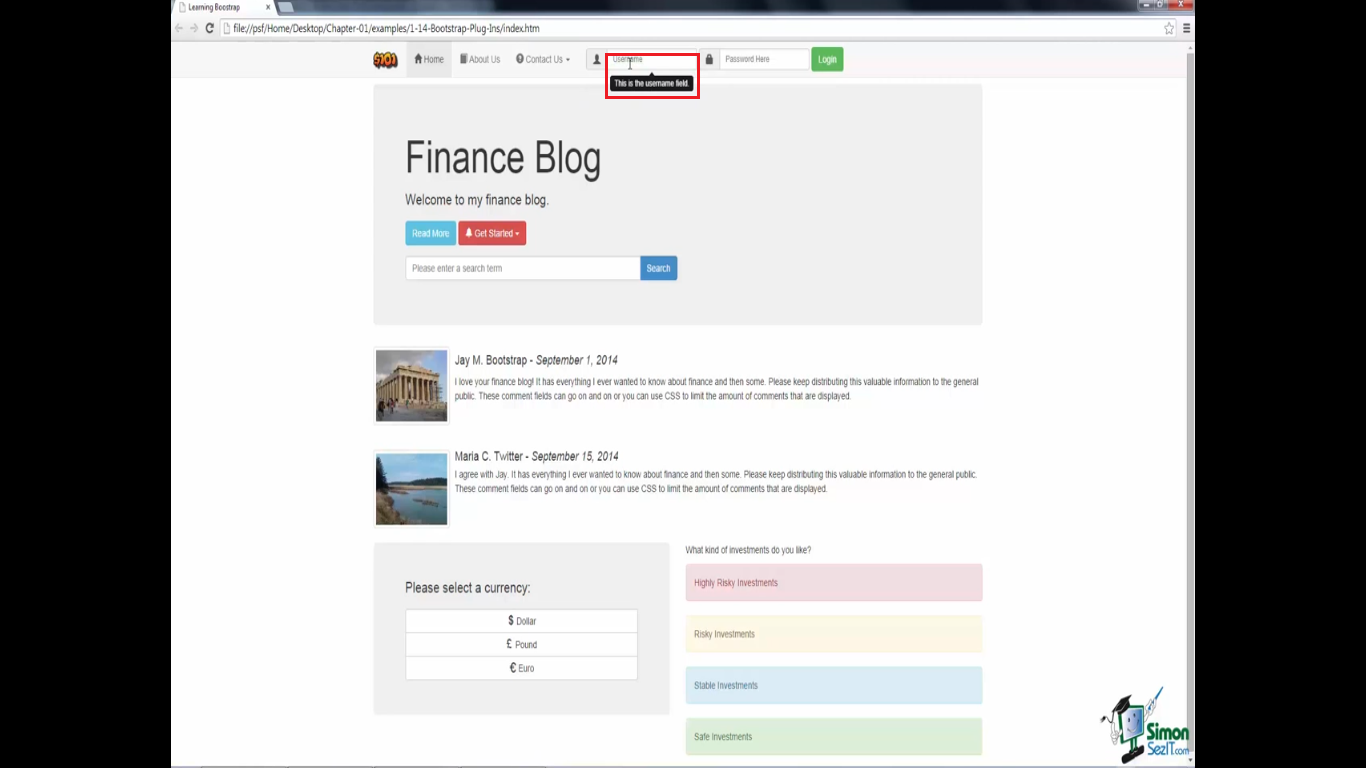 Learning Boostrap
file://psf/Home/Desktop/Chapter-01/examples/1-14-Bootstrap-Plug-Ins/index.htm
$101 Home About Us Contact Us Username Password Here Login
This is the username field.
Finance Blog
Welcome to my finance blog.
Read More Get Started
Please enter a search term Search
Jay M. Bootstrap - September 1, 2014
I love your finance blog! It has everything I ever wanted to know about finance and then some. Please keep distributing this valuable information to the general
public. These comment fields can go on and on or you can use CSS to limit the amount of comments that are displayed.
Maria C. Twitter - September 15, 2014
I agree with Jay. It has everything I ever wanted to know about finance and then some. Please keep distributing this valuable information to the general public.
These comment fields can go on and on or you can use CSS to limit the amount of comments that are displayed.
Please select a currency:
$ Dollar
£ Pound
€ Euro
What kind of investments do you like?
Highly Risky Investments
Risky Investments
Stable Investments
Safe Investments
Simon
SezIT.com